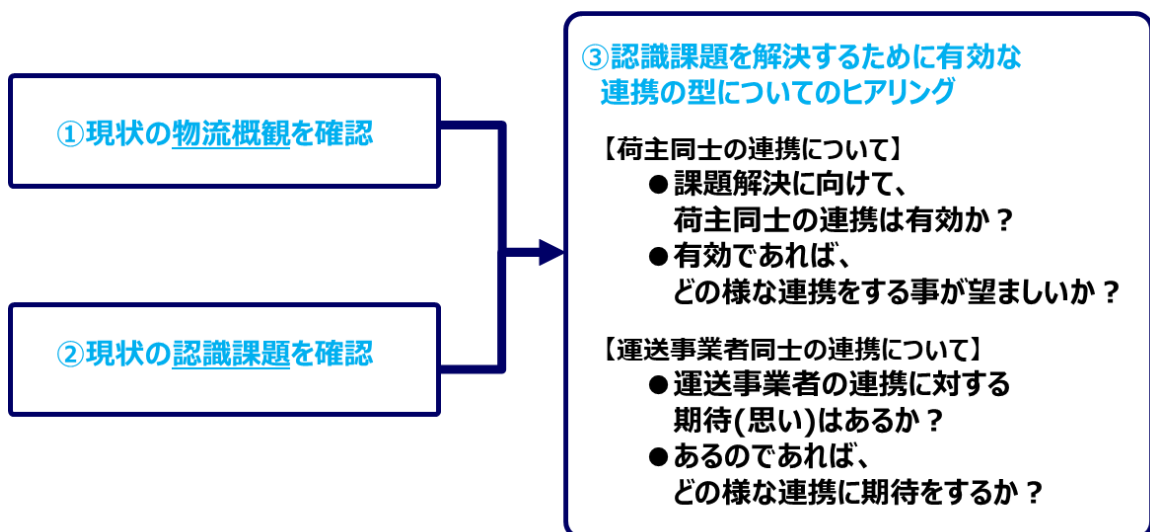 ①現状の物流概観を確認
②現状の認識課題を確認
③認識課題を解決するために有効な
連携の型についてのヒアリング
【荷主同士の連携について】
●課題解決に向けて、
荷主同士の連携は有効か？
●有効であれば、
どの様な連携をする事が望ましいか？
【運送事業者同士の連携について】
●運送事業者の連携に対する
期待(思い)はあるか？
●あるのであれば、
どの様な連携に期待をするか？